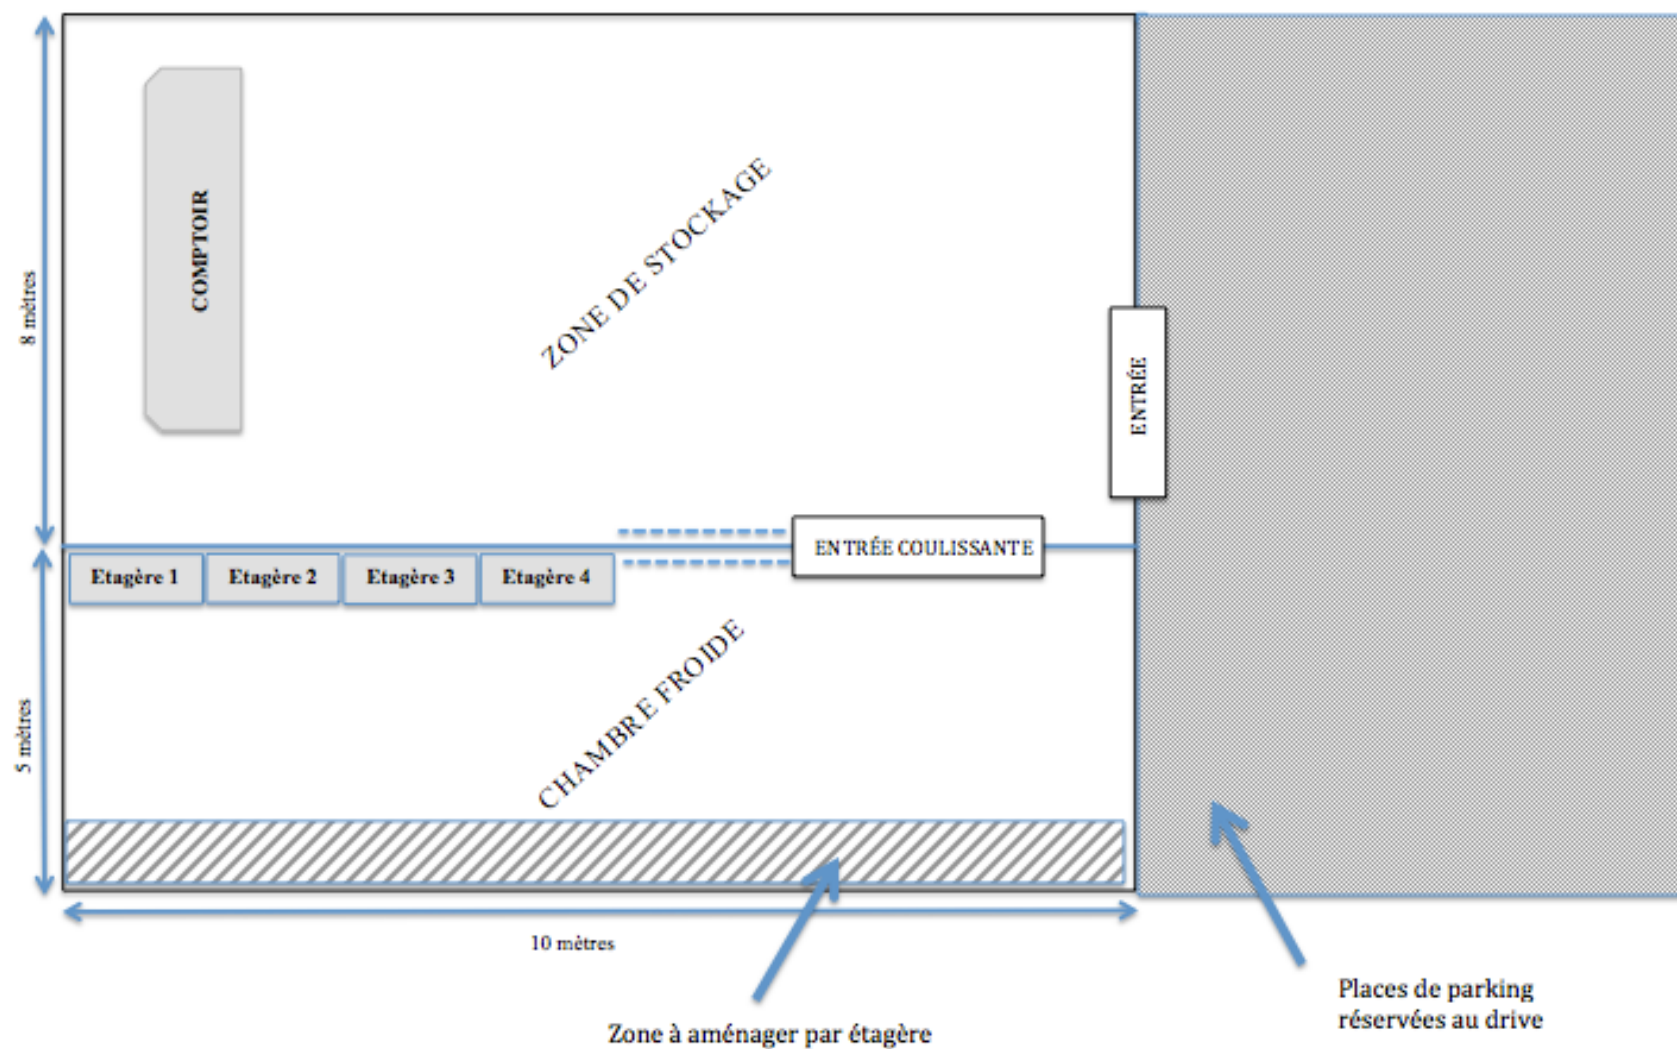 8 mètres
COMPTOIR
ZONE DE STOCKAGE
ENTRÉE
ENTRÉE COULISSANTE
Etagère 1
Etagère 2
Etagère 3
Etagère 4
5 mètres
CHAMBRE FROIDE
10 mètres
Zone à aménager par étagère
Places de parking
réservées au drive